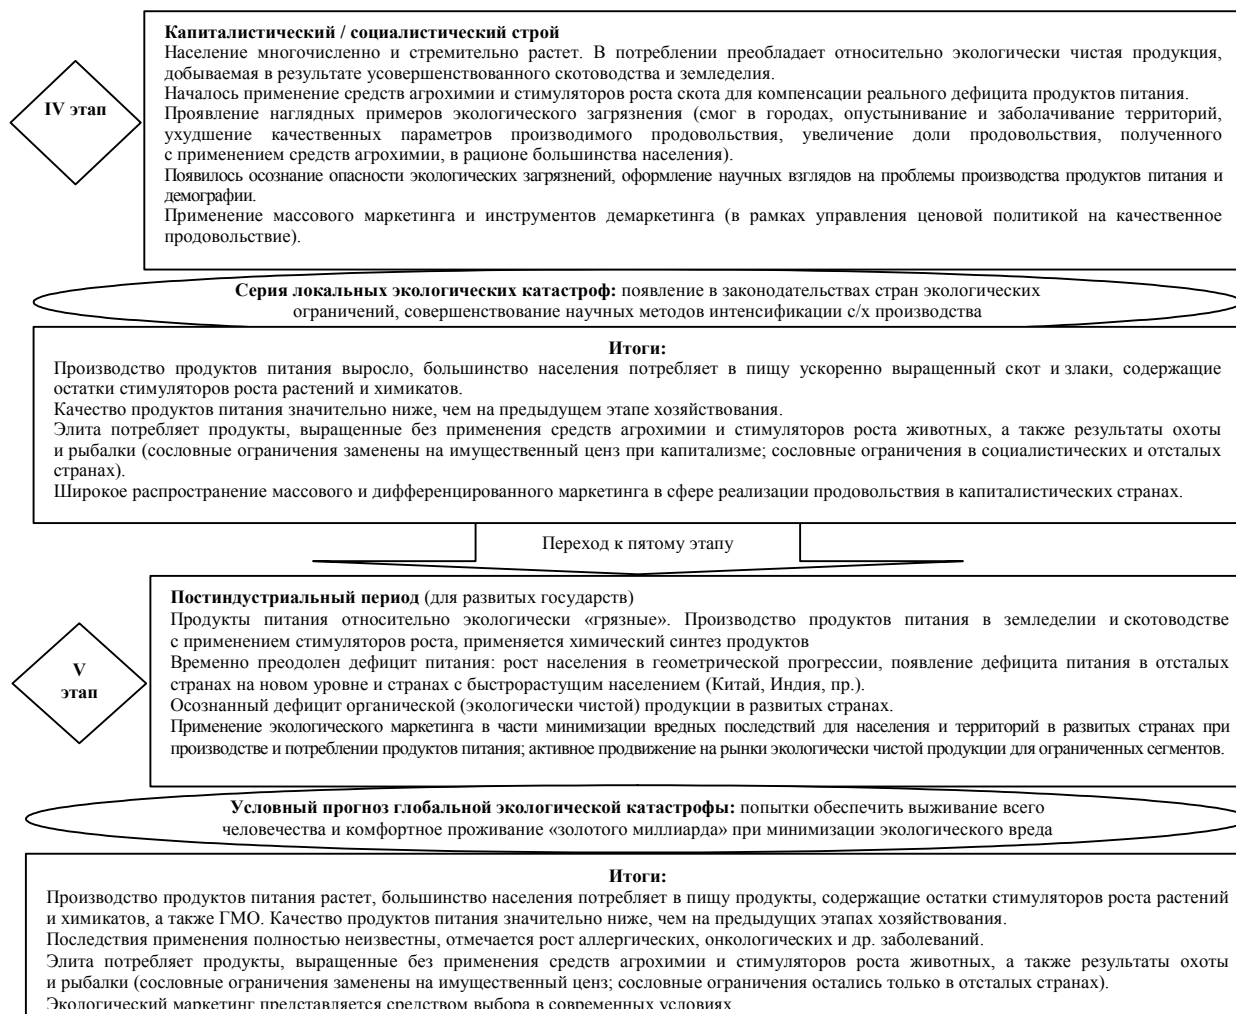 IV этап
Капиталистический / социалистический строй
Население многочисленно и стремительно растет. В потреблении преобладает относительно экологически чистая продукция,
добываемая в результате усовершенствованного скотоводства и земледелия.
Началось применение средств агрохимии и стимуляторов роста скота для компенсации реального дефицита продуктов питания.
Проявление наглядных примеров экологического загрязнения (смог в городах, опустынивание и заболачивание территорий,
ухудшение качественных параметров производимого продовольствия, увеличение доли продовольствия, полученного
с применением средств агрохимии, в рационе большинства населения).
Появилось осознание опасности экологических загрязнений, оформление научных взглядов на проблемы производства продуктов питания и
демографии.
Применение массового маркетинга и инструментов демаркетинга (в рамках управления ценовой политикой на качественное
продовольствие).
Серия локальных экологических катастроф: появление в законодательствах стран экологических
ограничений, совершенствование научных методов интенсификации с/х производства
Итоги:
Производство продуктов питания выросло, большинство населения потребляет в пищу ускоренно выращенный скот и злаки, содержащие
остатки стимуляторов роста растений и химикатов.
Качество продуктов питания значительно ниже, чем на предыдущем этапе хозяйствования.
Элита потребляет продукты, выращенные без применения средств агрохимии и стимуляторов роста животных, а также результаты охоты
и рыбалки (сословные ограничения заменены на имущественный ценз при капитализме; сословные ограничения в социалистических и отсталых
странах).
Широкое распространение массового и дифференцированного маркетинга в сфере реализации продовольствия в капиталистических странах.
Переход к пятому этапу
V
этап
Постиндустриальный период (для развитых государств)
Продукты питания относительно экологически «грязные». Производство продуктов питания в земледелии и скотоводстве
с применением стимуляторов роста, применяется химический синтез продуктов
Временно преодолен дефицит питания: рост населения в геометрической прогрессии, появление дефицита питания в отсталых
странах на новом уровне и странах с быстрорастущим населением (Китай, Индия, пр.).
Осознанный дефицит органической (экологически чистой) продукции в развитых странах.
Применение экологического маркетинга в части минимизации вредных последствий для населения и территорий в развитых странах при
производстве и потреблении продуктов питания; активное продвижение на рынки экологически чистой продукции для ограниченных сегментов.
Условный прогноз глобальной экологической катастрофы: попытки обеспечить выживание всего
человечества и комфортное проживание «золотого миллиарда» при минимизации экологического вреда
Итоги:
Производство продуктов питания растет, большинство населения потребляет в пищу продукты, содержащие остатки стимуляторов роста растений
и химикатов, а также ГМО. Качество продуктов питания значительно ниже, чем на предыдущих этапах хозяйствования.
Последствия применения полностью неизвестны, отмечается рост аллергических, онкологических и др. заболеваний.
Элита потребляет продукты, выращенные без применения средств агрохимии и стимуляторов роста животных, а также результаты охоты
и рыбалки (сословные ограничения заменены на имущественный ценз; сословные ограничения остались только в отсталых странах).
Экологический маркетинг представляется средством выбора в современных условиях